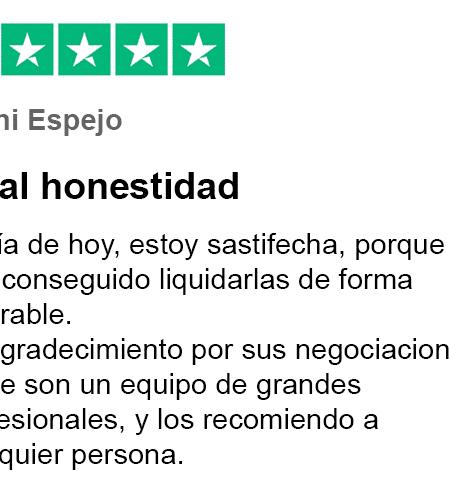 ni Espejo
al honestidad
ía de hoy, estoy sastifecha, porque
conseguido liquidarlas de forma
rable.
gradecimiento por sus negociacion
e son un equipo de grandes
esionales, y los recomiendo a
quier persona.